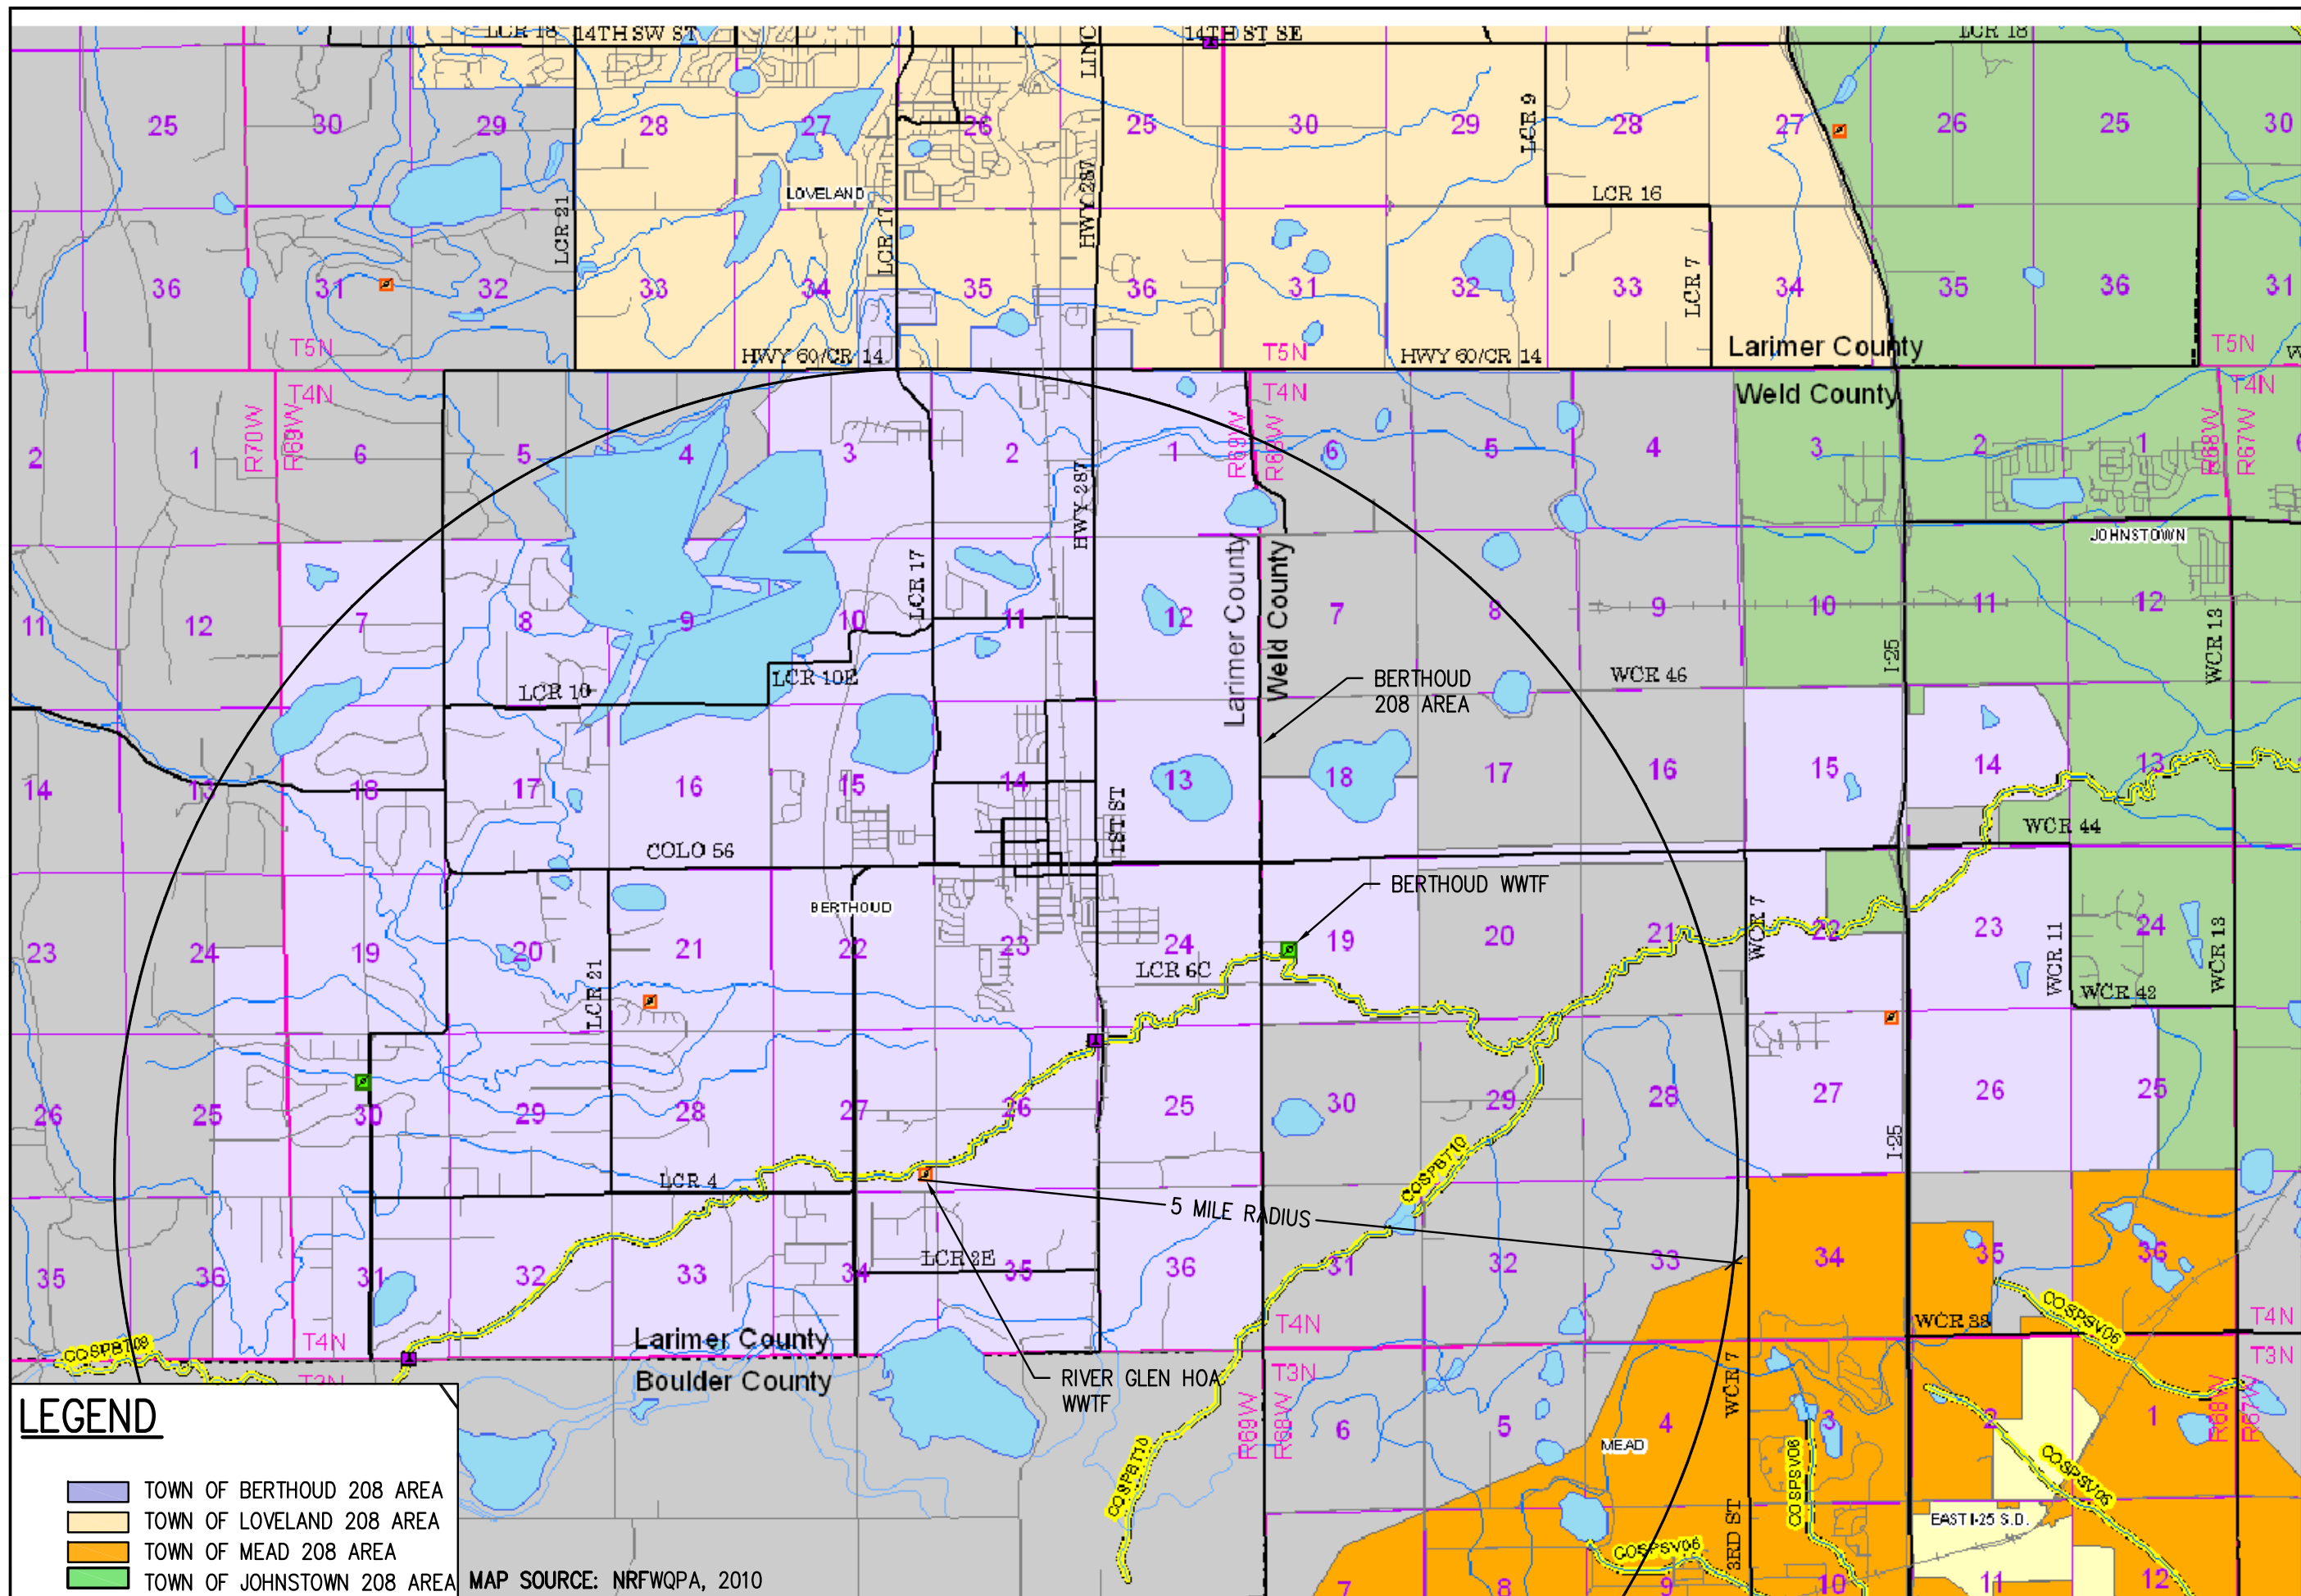 LCR 18
14TH SW ST
LINC
14TH ST SE
LCR 18
25
30
29
28
27
26
25
30
29
LCR 9
28
27
26
25
30
LOVELAND
LCR 16
LCR 21
LCR 17
HWY 287
36
31
32
33
34
35
36
31
32
33
LCR 7
34
35
36
31
T5N
HWY 60/CR 14
T5N
HWY 60/CR 14
Larimer County
T5N
W
T4N
T4N
Weld County
T4N
R70W
R69W
R69W
R68W
R68W
R67W
2
1
6
5
4
3
2
1
6
5
4
3
2
1
6
HWY 287
LCR 17
JOHNSTOWN
Larimer County
Weld County
11
12
7
8
9
10
11
12
7
8
9
10
11
12
I-25
WCR 13
LCR 10
LCR 10E
BERTHOUD
208 AREA
WCR 46
14
13
18
17
16
15
14
13
18
17
16
15
14
13
1ST ST
WCR 44
COLO 56
BERTHOUD WWTF
BERTHOUD
23
24
19
20
21
22
23
24
19
20
21
22
23
24
LCR 21
LCR 6C
WCR 7
WCR 11
WCR 42
WCR 13
26
25
30
29
28
27
26
25
30
29
28
27
26
25
I-25
COSPBT10
LCR 4
5 MILE RADIUS
LCR 2E
35
36
31
32
33
34
35
36
31
32
33
34
35
36
COSPSV06
WCR 38
T4N
T4N
T4N
COSPBT09
Larimer County
Boulder County
T3N
T3N
T3N
RIVER GLEN HOA
WWTF
R69W
R68W
R68W
R67W
WCR 7
6
5
4
3
2
1
MEAD
COSPBT10
COSPSV06
COSPSV06
3RD ST
EAST I-25 S.D.
COSPSV06
7
8
9
10
11
12
LEGEND
TOWN OF BERTHOUD 208 AREA
TOWN OF LOVELAND 208 AREA
TOWN OF MEAD 208 AREA
TOWN OF JOHNSTOWN 208 AREA
MAP SOURCE: NRFWQPA, 2010